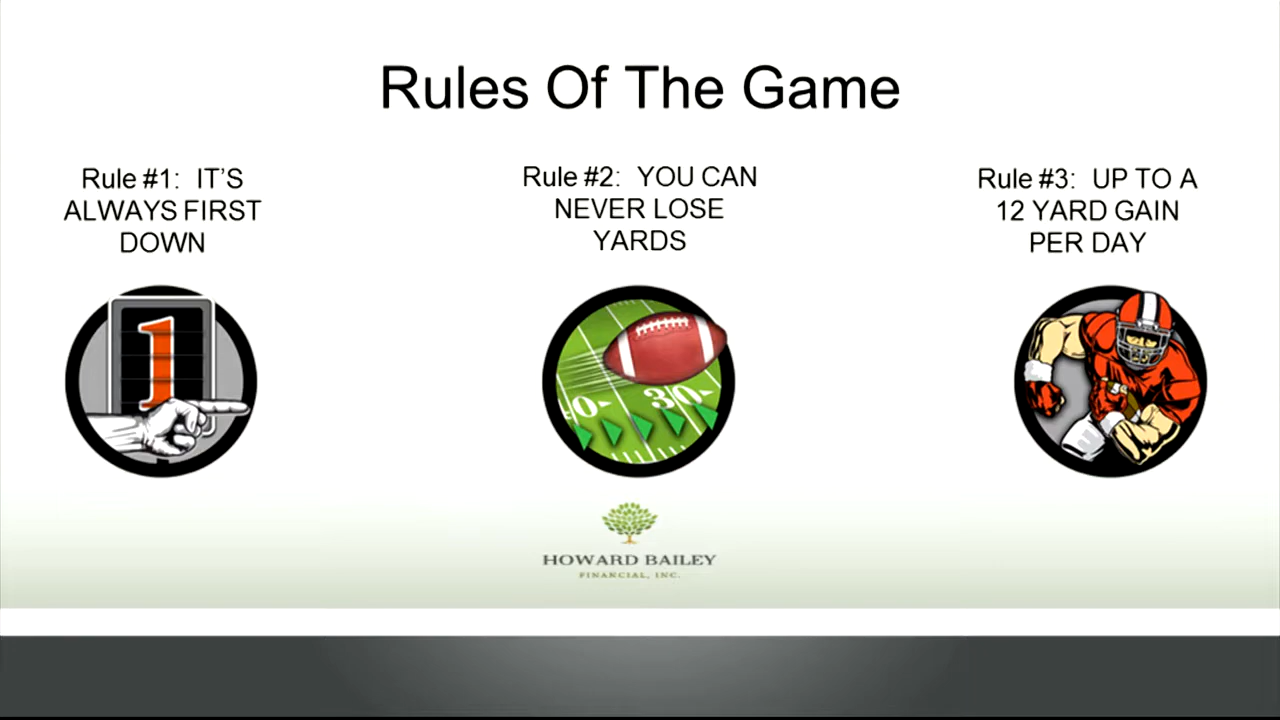 Rules Of The Game
Rule #1: IT'S
ALWAYS FIRST
DOWN
Rule #2: YOU CAN
NEVER LOSE
YARDS
Rule #3: UP TO A
12 YARD GAIN
PER DAY
1
40
30
HOWARD BAILEY
FINANCIAL, INC.